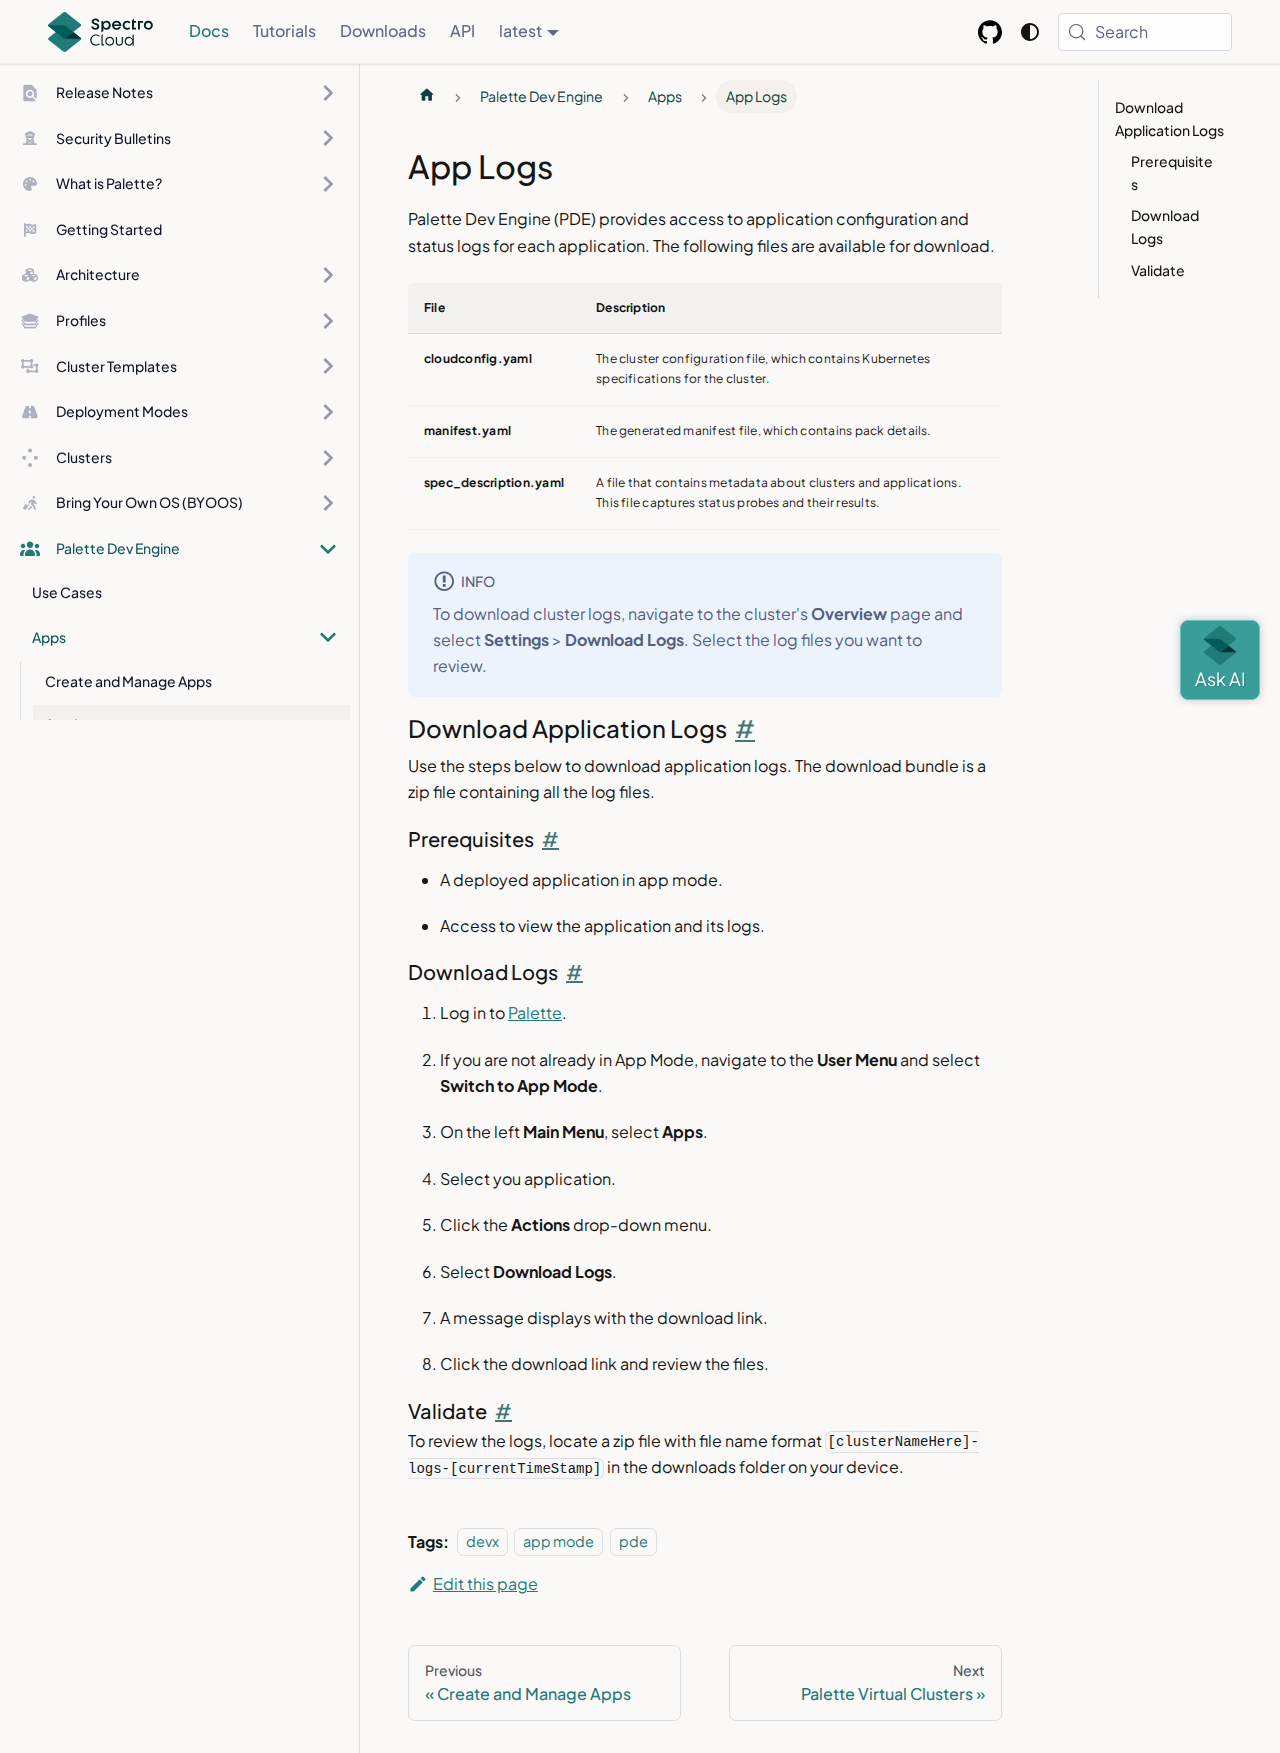 Spectro Cloud
Docs Tutorials Downloads API latest
Search
Release Notes
Security Bulletins
What is Palette?
Getting Started
Architecture
Profiles
Cluster Templates
Deployment Modes
Clusters
Bring Your Own OS (BYOOS)
Palette Dev Engine
Use Cases
Apps
Create and Manage Apps
Palette Dev Engine > Apps > App Logs
App Logs
Palette Dev Engine (PDE) provides access to application configuration and
status logs for each application. The following files are available for download.
File Description
cloudconfig.yaml The cluster configuration file, which contains Kubernetes
specifications for the cluster.
manifest.yaml The generated manifest file, which contains pack details.
spec_description.yaml A file that contains metadata about clusters and applications.
This file captures status probes and their results.
INFO
To download cluster logs, navigate to the cluster's Overview page and
select Settings > Download Logs. Select the log files you want to
review.
Download Application Logs #
Use the steps below to download application logs. The download bundle is a
zip file containing all the log files.
Prerequisites #
• A deployed application in app mode.
• Access to view the application and its logs.
Download Logs #
1. Log in to Palette.
2. If you are not already in App Mode, navigate to the User Menu and select
Switch to App Mode.
3. On the left Main Menu, select Apps.
4. Select you application.
5. Click the Actions drop-down menu.
6. Select Download Logs.
7. A message displays with the download link.
8. Click the download link and review the files.
Validate #
To review the logs, locate a zip file with file name format [clusterNameHere]-
logs-[currentTimeStamp] in the downloads folder on your device.
Tags: devx app mode pde
Edit this page
Previous
« Create and Manage Apps
Next
Palette Virtual Clusters »
Download
Application Logs
Prerequisite
s
Download
Logs
Validate
Ask AI